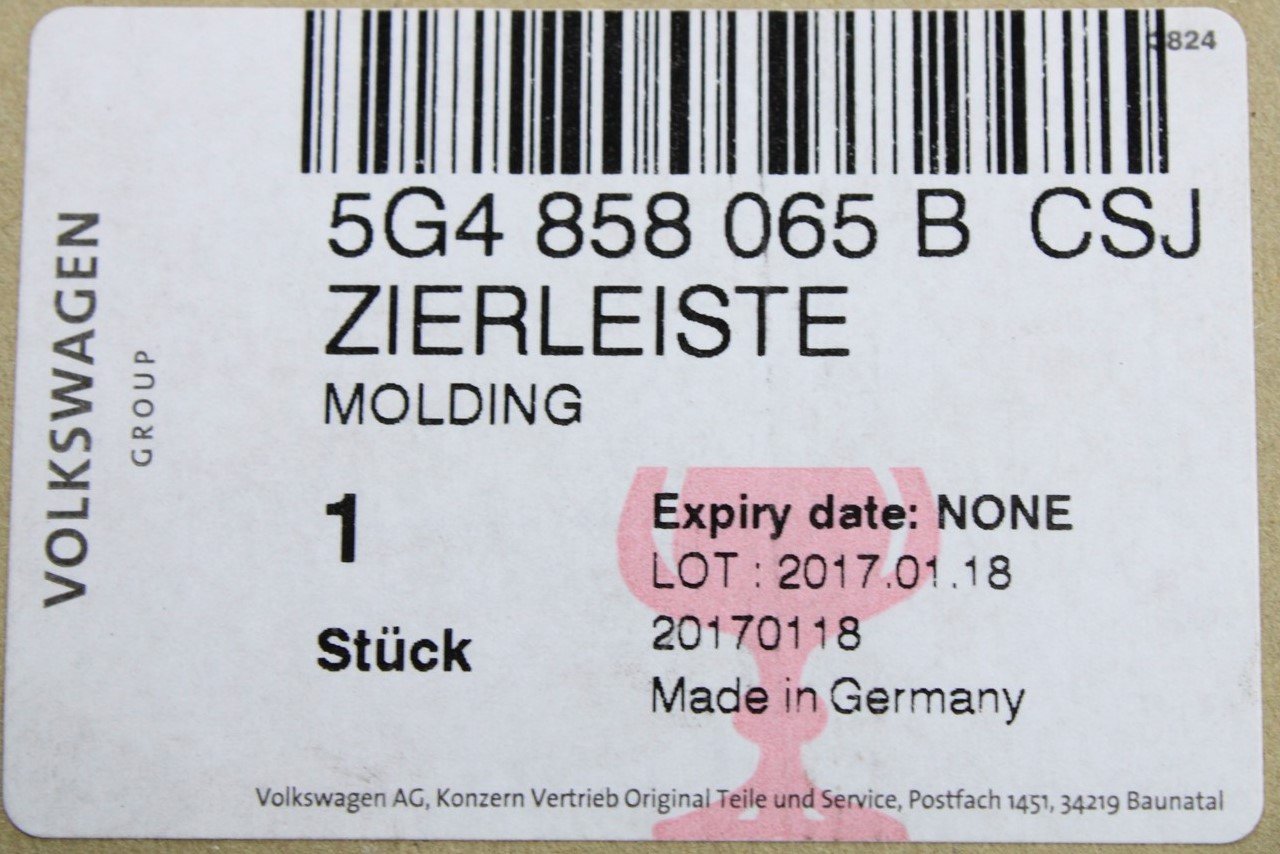 3824
5G4 858 065 B CSJ
ZIERLEISTE
MOLDING
1
Stück
Expiry date: NONE
LOT : 2017.01.18
20170118
Made in Germany
VOLKSWAGEN
GROUP
Volkswagen AG, Konzern Vertrieb Original Teile und Service, Postfach 1451, 34219 Baunatal